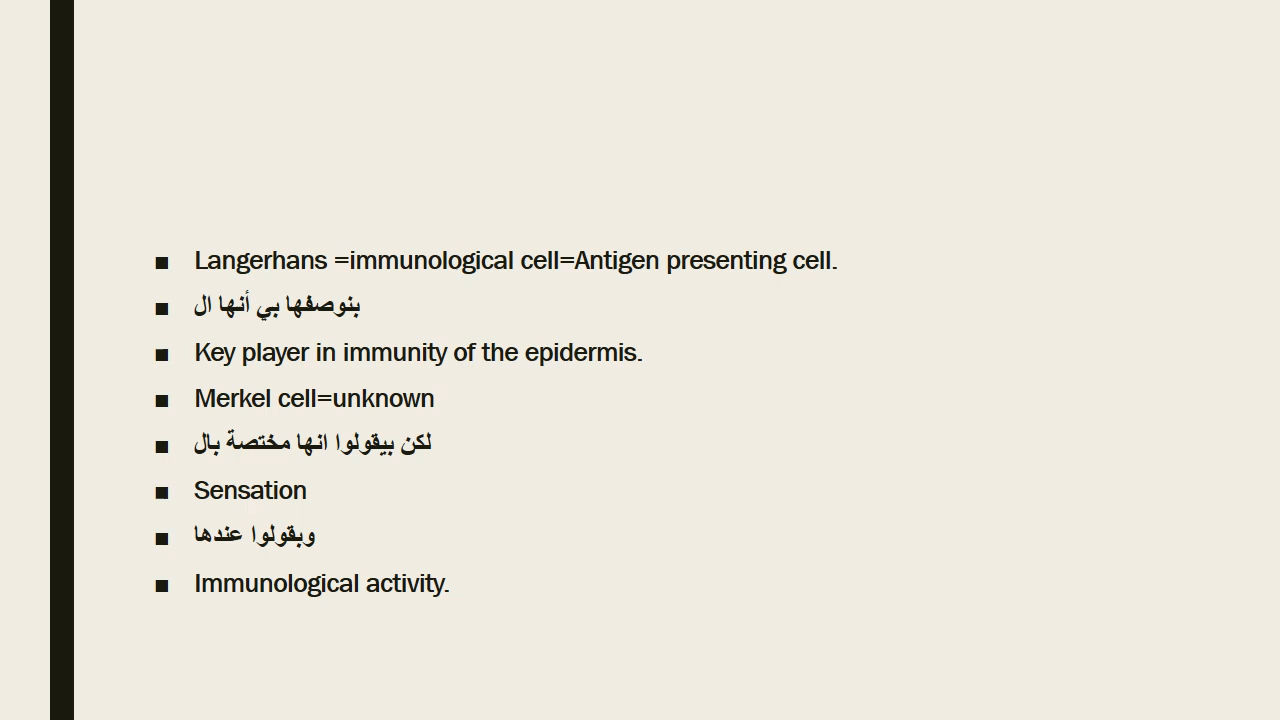 Langerhans =immunological cell=Antigen presenting cell.
بنوصفها بي أنها ال
Key player in immunity of the epidermis.
Merkel cell=unknown
لكن بيقولوا انها مختصة بال
Sensation
وبقولوا عندها
Immunological activity.